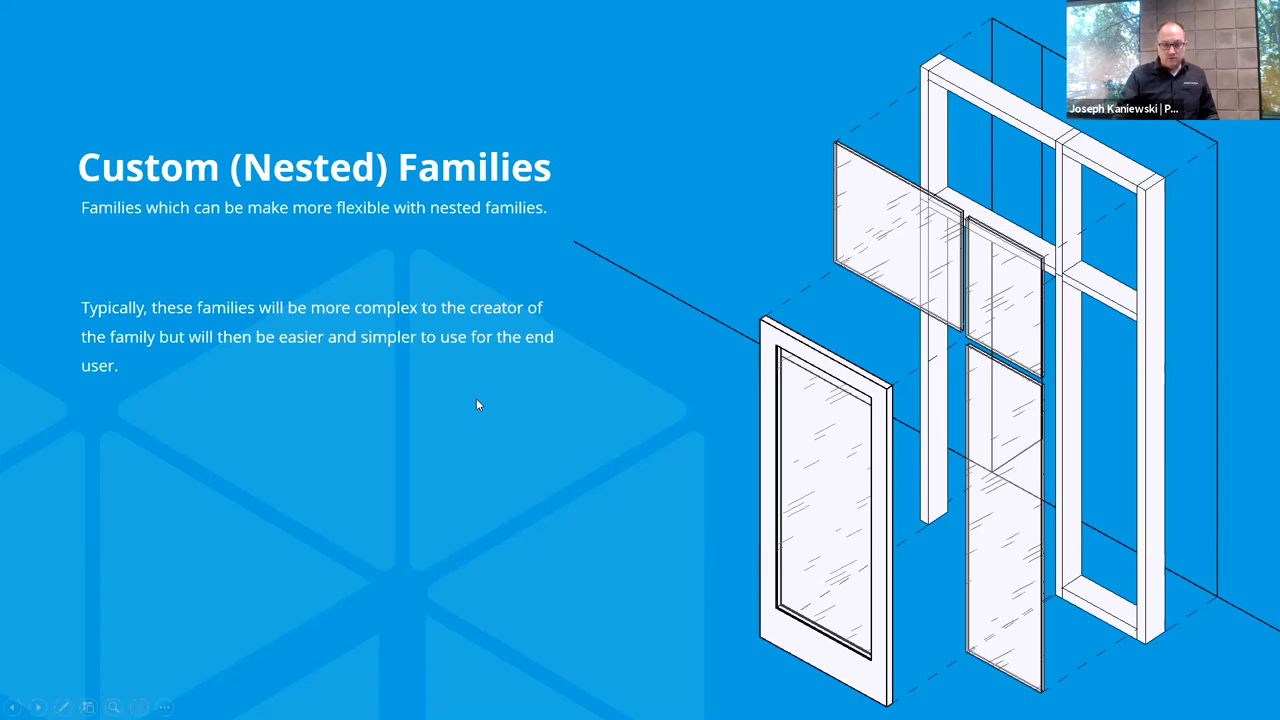 Custom (Nested) Families
Families which can be make more flexible with nested families.
Typically, these families will be more complex to the creator of
the family but will then be easier and simpler to use for the end
user.
Joseph Kaniewski | P...